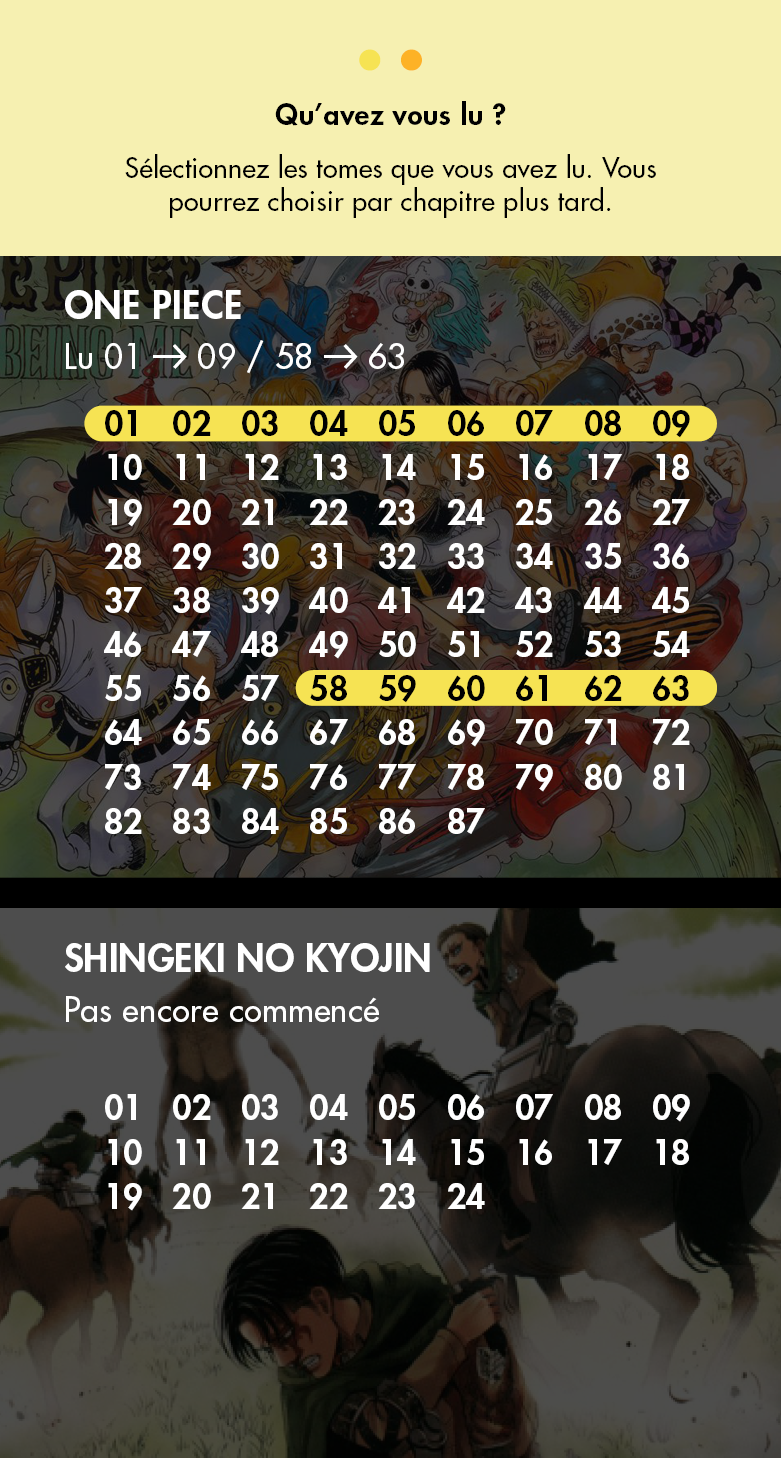 Qu'avez vous lu ?
Sélectionnez les tomes que vous avez lu. Vous
pourrez choisir par chapitre plus tard.
ONE PIECE
Lu 01 → 09 / 58 → 63
01 02 03 04 05 06 07 08 09
10 11 12 13 14 15 16 17 18
19 20 21 22 23 24 25 26 27
28 29 30 31 32 33 34 35 36
37 38 39 40 41 42 43 44 45
46 47 48 49 50 51 52 53 54
55 56 57 58 59 60 61 62 63
64 65 66 67 68 69 70 71 72
73 74 75 76 77 78 79 80 81
82 83 84 85 86 87
SHINGEKI NO KYOJIN
Pas encore commencé
01 02 03 04 05 06 07 08 09
10 11 12 13 14 15 16 17 18
19 20 21 22 23 24